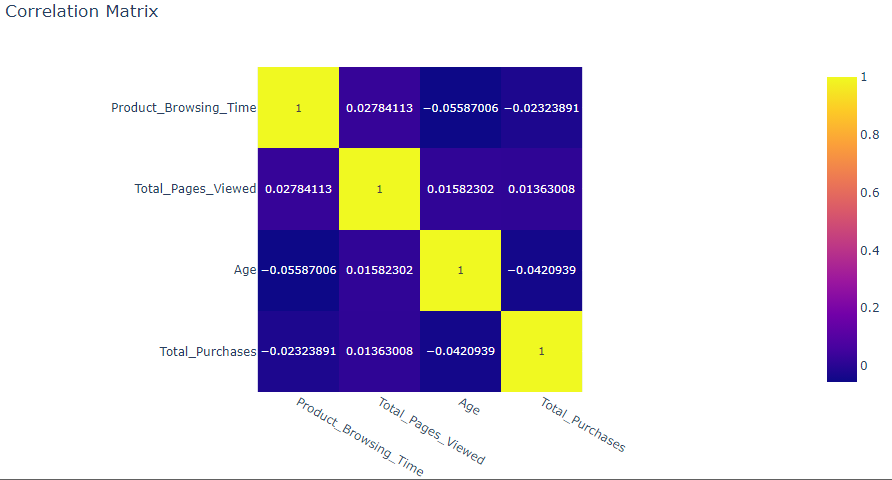 Correlation Matrix
Product_Browsing_Time 1 0.02784113 −0.05587006 −0.02323891 1
0.8
Total_Pages_Viewed 0.02784113 1 0.01582302 0.01363008 0.6
0.4
Age −0.05587006 0.01582302 1 −0.0420939
0.2
Total_Purchases −0.02323891 0.01363008 −0.0420939 1 0
Product_Browsing_Time Total_Pages_Viewed Age Total_Purchases